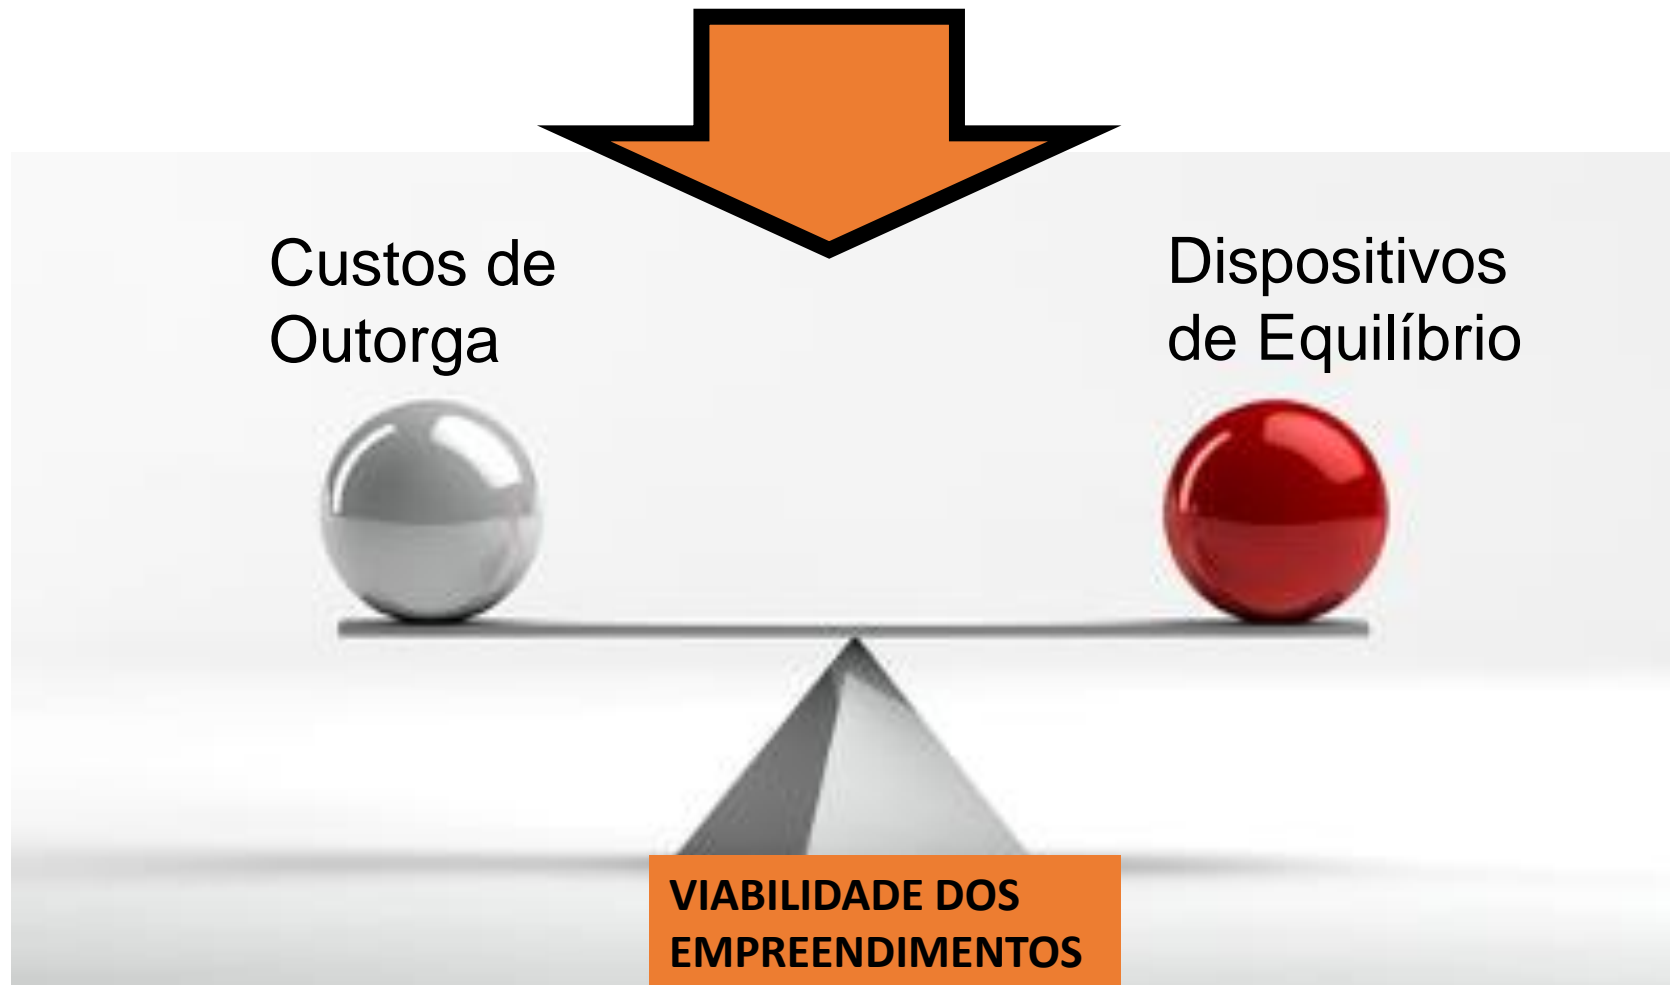 Custos de
Outorga
Dispositivos
de Equilíbrio
VIABILIDADE DOS
EMPREENDIMENTOS